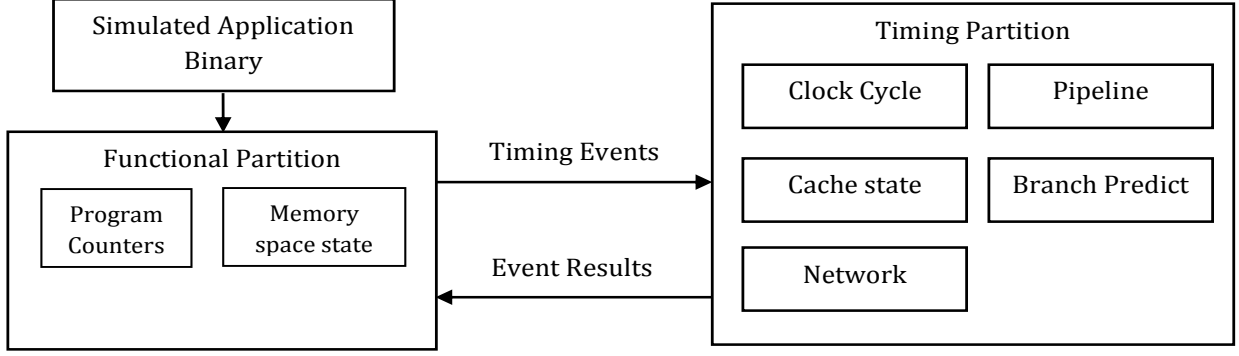 Simulated Application
Binary
Functional Partition
Program
Counters
Memory
space state
Timing Events
Event Results
Timing Partition
Clock Cycle
Pipeline
Cache state
Branch Predict
Network